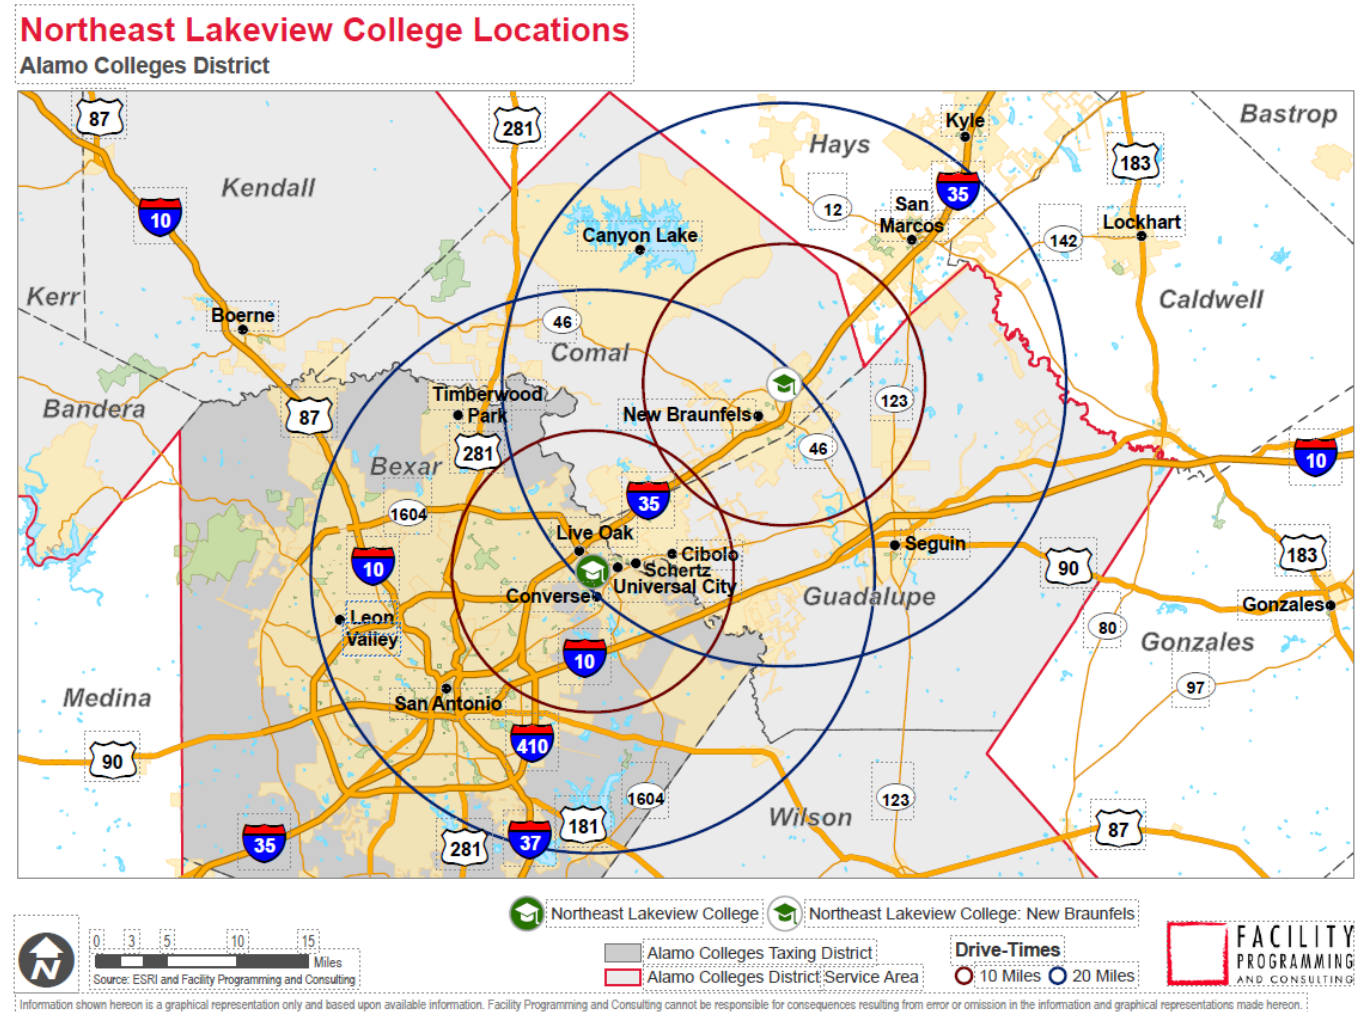 Northeast Lakeview College Locations
Alamo Colleges District
87
281
Kyle
Bastrop
Hays
183
Kendall
35
10
12
San
Marcos
142
Lockhart
Canyon Lake
Kerr
Boerne
46
Caldwell
Comal
Bandera
87
Timberwood
Park
New Braunfels
123
281
46
Bexar
10
35
1604
Live Oak
Cibolo
Schertz
Universal City
Seguin
183
10
90
Converse
Guadalupe
Gonzales
Leon
Valley
80
Gonzales
10
97
Medina
San Antonio
410
90
1604
123
Wilson
181
87
35
281
37
Northeast Lakeview College
Northeast Lakeview College: New Braunfels
0 3 5 10 15
Miles
Source: ESRI and Facility Programming and Consulting
N
Alamo Colleges Taxing District
Alamo Colleges District Service Area
Drive-Times
10 Miles 20 Miles
FACILITY
PROGRAMMING
AND CONSULTING
Information shown hereon is a graphical representation only and based upon available information. Facility Programming and Consulting cannot be responsible for consequences resulting from error or omission in the information and graphical representations made hereon.